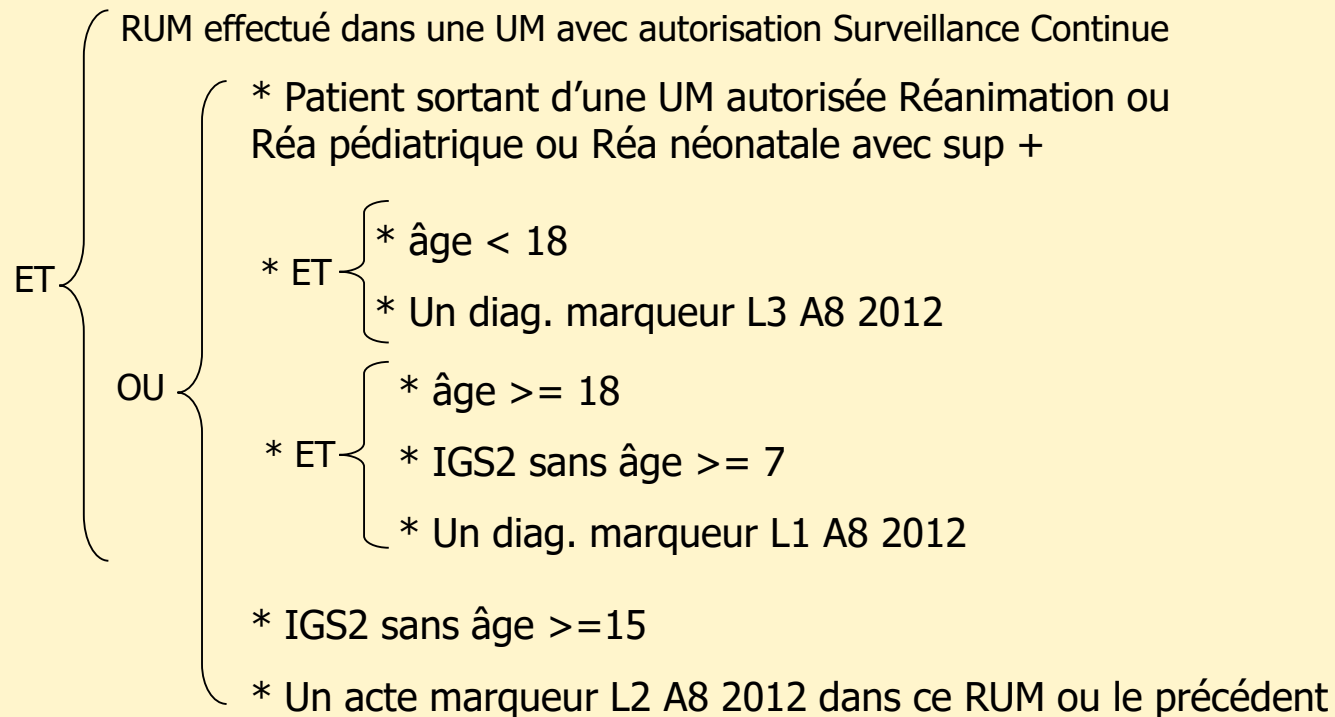 RUM effectué dans une UM avec autorisation Surveillance Continue
* Patient sortant d’une UM autorisée Réanimation ou
Réa pédiatrique ou Réa néonatale avec sup +
* âge < 18
* ET
ET
* Un diag. marqueur L3 A8 2012
OU
* âge >= 18
* ET
* IGS2 sans âge >= 7
* Un diag. marqueur L1 A8 2012
* IGS2 sans âge >=15
* Un acte marqueur L2 A8 2012 dans ce RUM ou le précédent